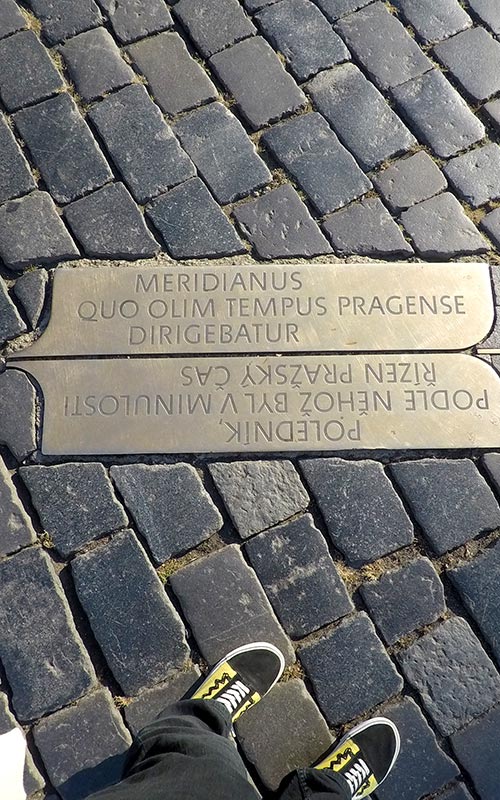 MERIDIANUS
QUO OLIM TEMPUS PRAGENSE
DIRIGEBATUR
POLEDNÍK,
PODLE NĚHOŽ BYL V MINULOSTI
ŘÍZEN PRAŽSKÝ ČAS